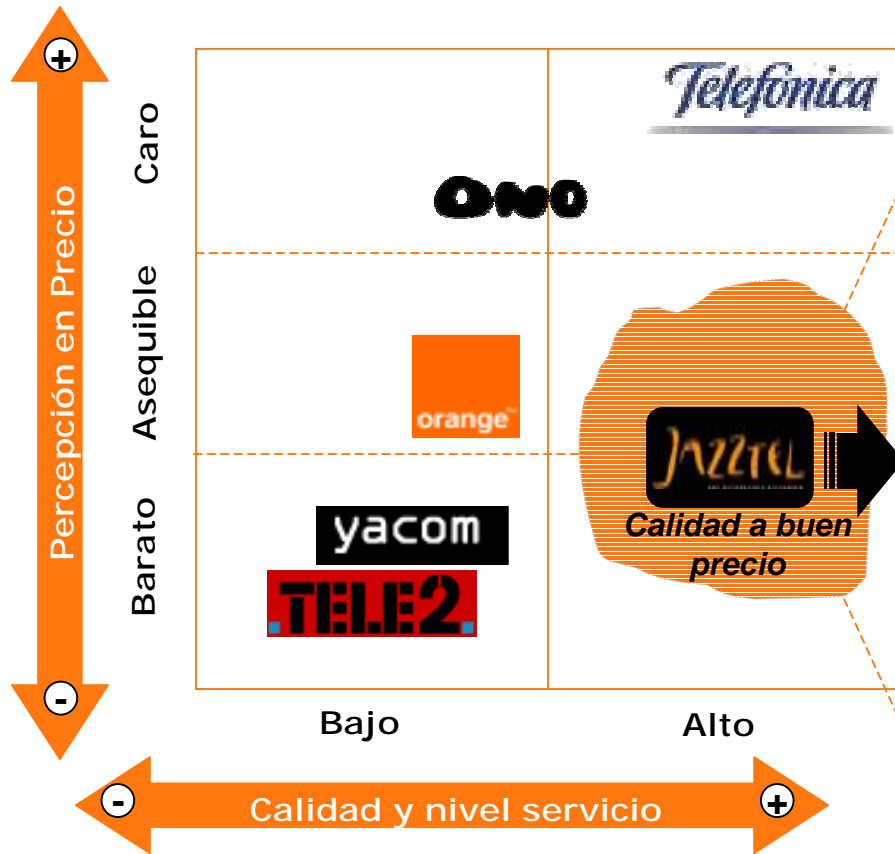 +
Telefónica
Caro
ONO
Percepción en Precio
Asequible
orange™
JAZZTEL
Calidad a buen
precio
Barato
yacom
.TELE2.
-
Bajo
Alto
-
Calidad y nivel servicio
+